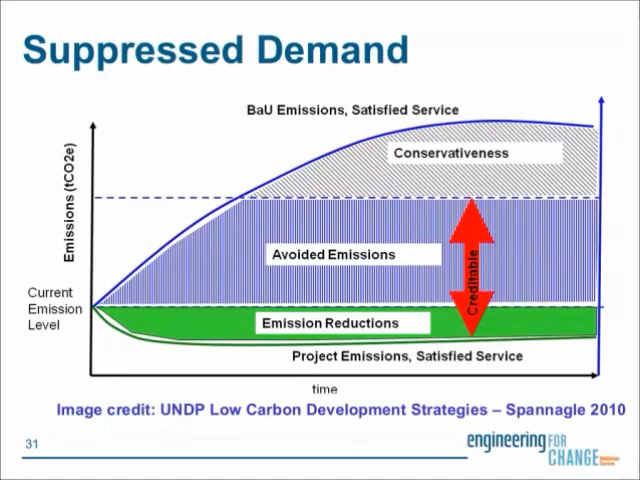 Suppressed Demand
BaU Emissions, Satisfied Service
Conservativeness
Emissions (tCO2e)
Avoided Emissions
Creditable
Current
Emission
Level
Emission Reductions
Project Emissions, Satisfied Service
time
Image credit: UNDP Low Carbon Development Strategies – Spannagle 2010
31
engineering FOR
CHANGE